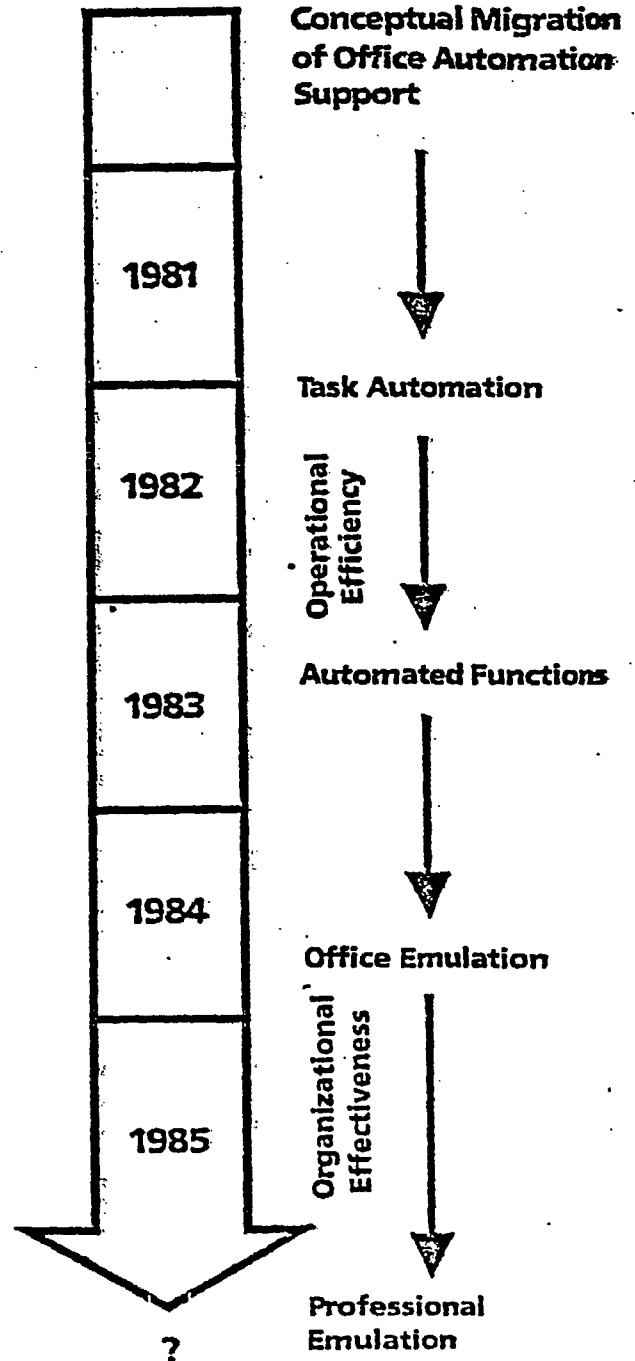 Conceptual Migration
of Office Automation
Support
1981
Task Automation
1982
Operational
Efficiency
Automated Functions
1983
1984
Office Emulation
Organizational
Effectiveness
1985
Professional
Emulation
?